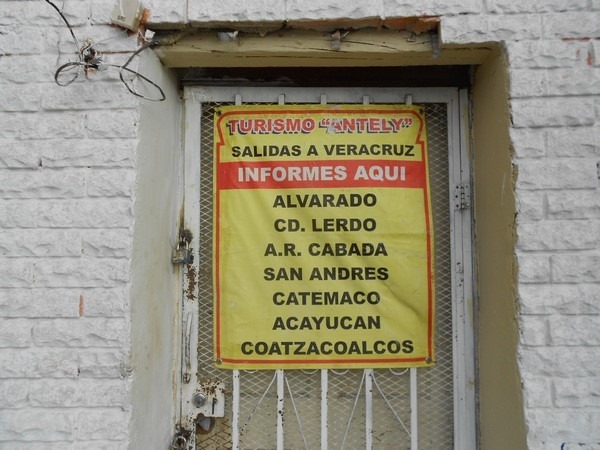 TURISMO "ANTELY"
SALIDAS A VERACRUZ
INFORMES AQUI
ALVARADO
CD. LERDO
A.R. CABADA
SAN ANDRES
CATEMACO
ACAYUCAN
COATZACOALCOS